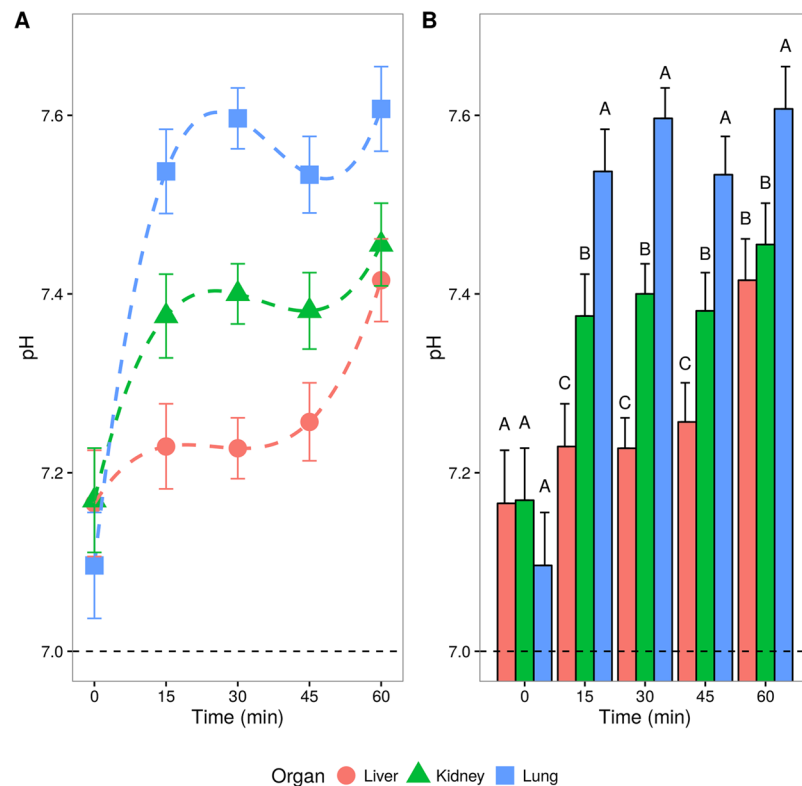 A
B
pH
7.6
7.4
7.2
7.0
0 15 30 45 60
Time (min)
pH
7.6
7.4
7.2
7.0
A A A
C B A
C B A
C B A
B B A
0 15 30 45 60
Time (min)
Organ Liver Kidney Lung